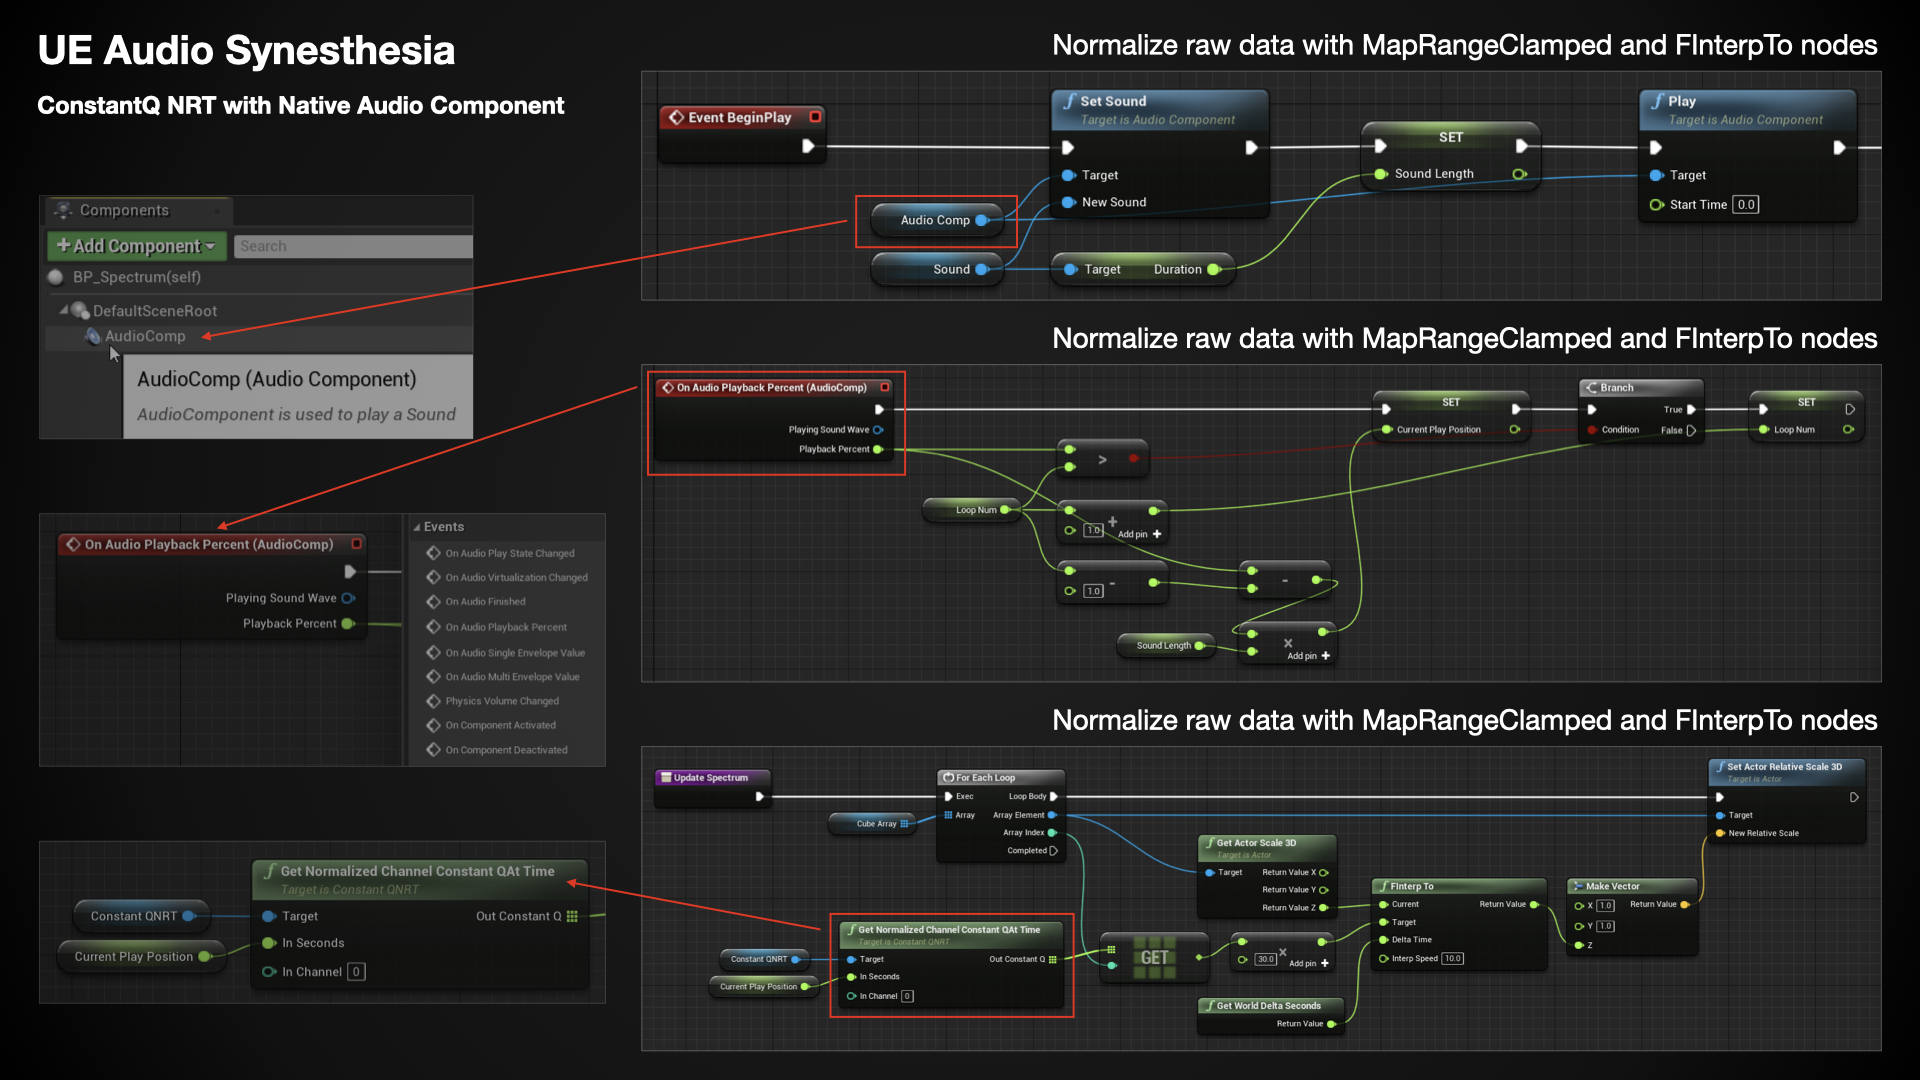 UE Audio Synesthesia
ConstantQ NRT with Native Audio Component
Components
Add Component
Search
BP_Spectrum(self)
DefaultSceneRoot
AudioComp
AudioComp (Audio Component)
AudioComponent is used to play a Sound
On Audio Playback Percent (AudioComp)
Playing Sound Wave
Playback Percent
Events
On Audio Play State Changed
On Audio Virtualization Changed
On Audio Finished
On Audio Playback Percent
On Audio Single Envelope Value
On Audio Multi Envelope Value
Physics Volume Changed
On Component Activated
On Component Deactivated
Get Normalized Channel Constant QAt Time
Target is Constant QNRT
Constant QNRT
Target
Out Constant Q
In Seconds
Current Play Position
In Channel 0
Normalize raw data with MapRangeClamped and FInterpTo nodes
Event BeginPlay
Set Sound
Target is Audio Component
Target
New Sound
Audio Comp
Sound
Target Duration
SET
Sound Length
Play
Target is Audio Component
Target
Start Time 0.0
Normalize raw data with MapRangeClamped and FInterpTo nodes
On Audio Playback Percent (AudioComp)
Playing Sound Wave
Playback Percent
>
Loop Num
+
1.0
Add pin +
-
1.0
-
Sound Length
×
Add pin +
SET
Current Play Position
Branch
True
Condition False
SET
Loop Num
Normalize raw data with MapRangeClamped and FInterpTo nodes
Update Spectrum
For Each Loop
Exec Loop Body
Array Array Element
Array Index
Completed
Cube Array
Get Normalized Channel Constant QAt Time
Target is Constant QNRT
Constant QNRT
Target Out Constant Q
In Seconds
Current Play Position
In Channel 0
GET
×
30.0
Add pin +
Get Actor Scale 3D
Target is Actor
Target Return Value X
Return Value Y
Return Value Z
Get World Delta Seconds
Return Value
FInterp To
Current Return Value
Target
Delta Time
Interp Speed 10.0
Make Vector
X 1.0 Return Value
Y 1.0
Z
Set Actor Relative Scale 3D
Target is Actor
Target
New Relative Scale